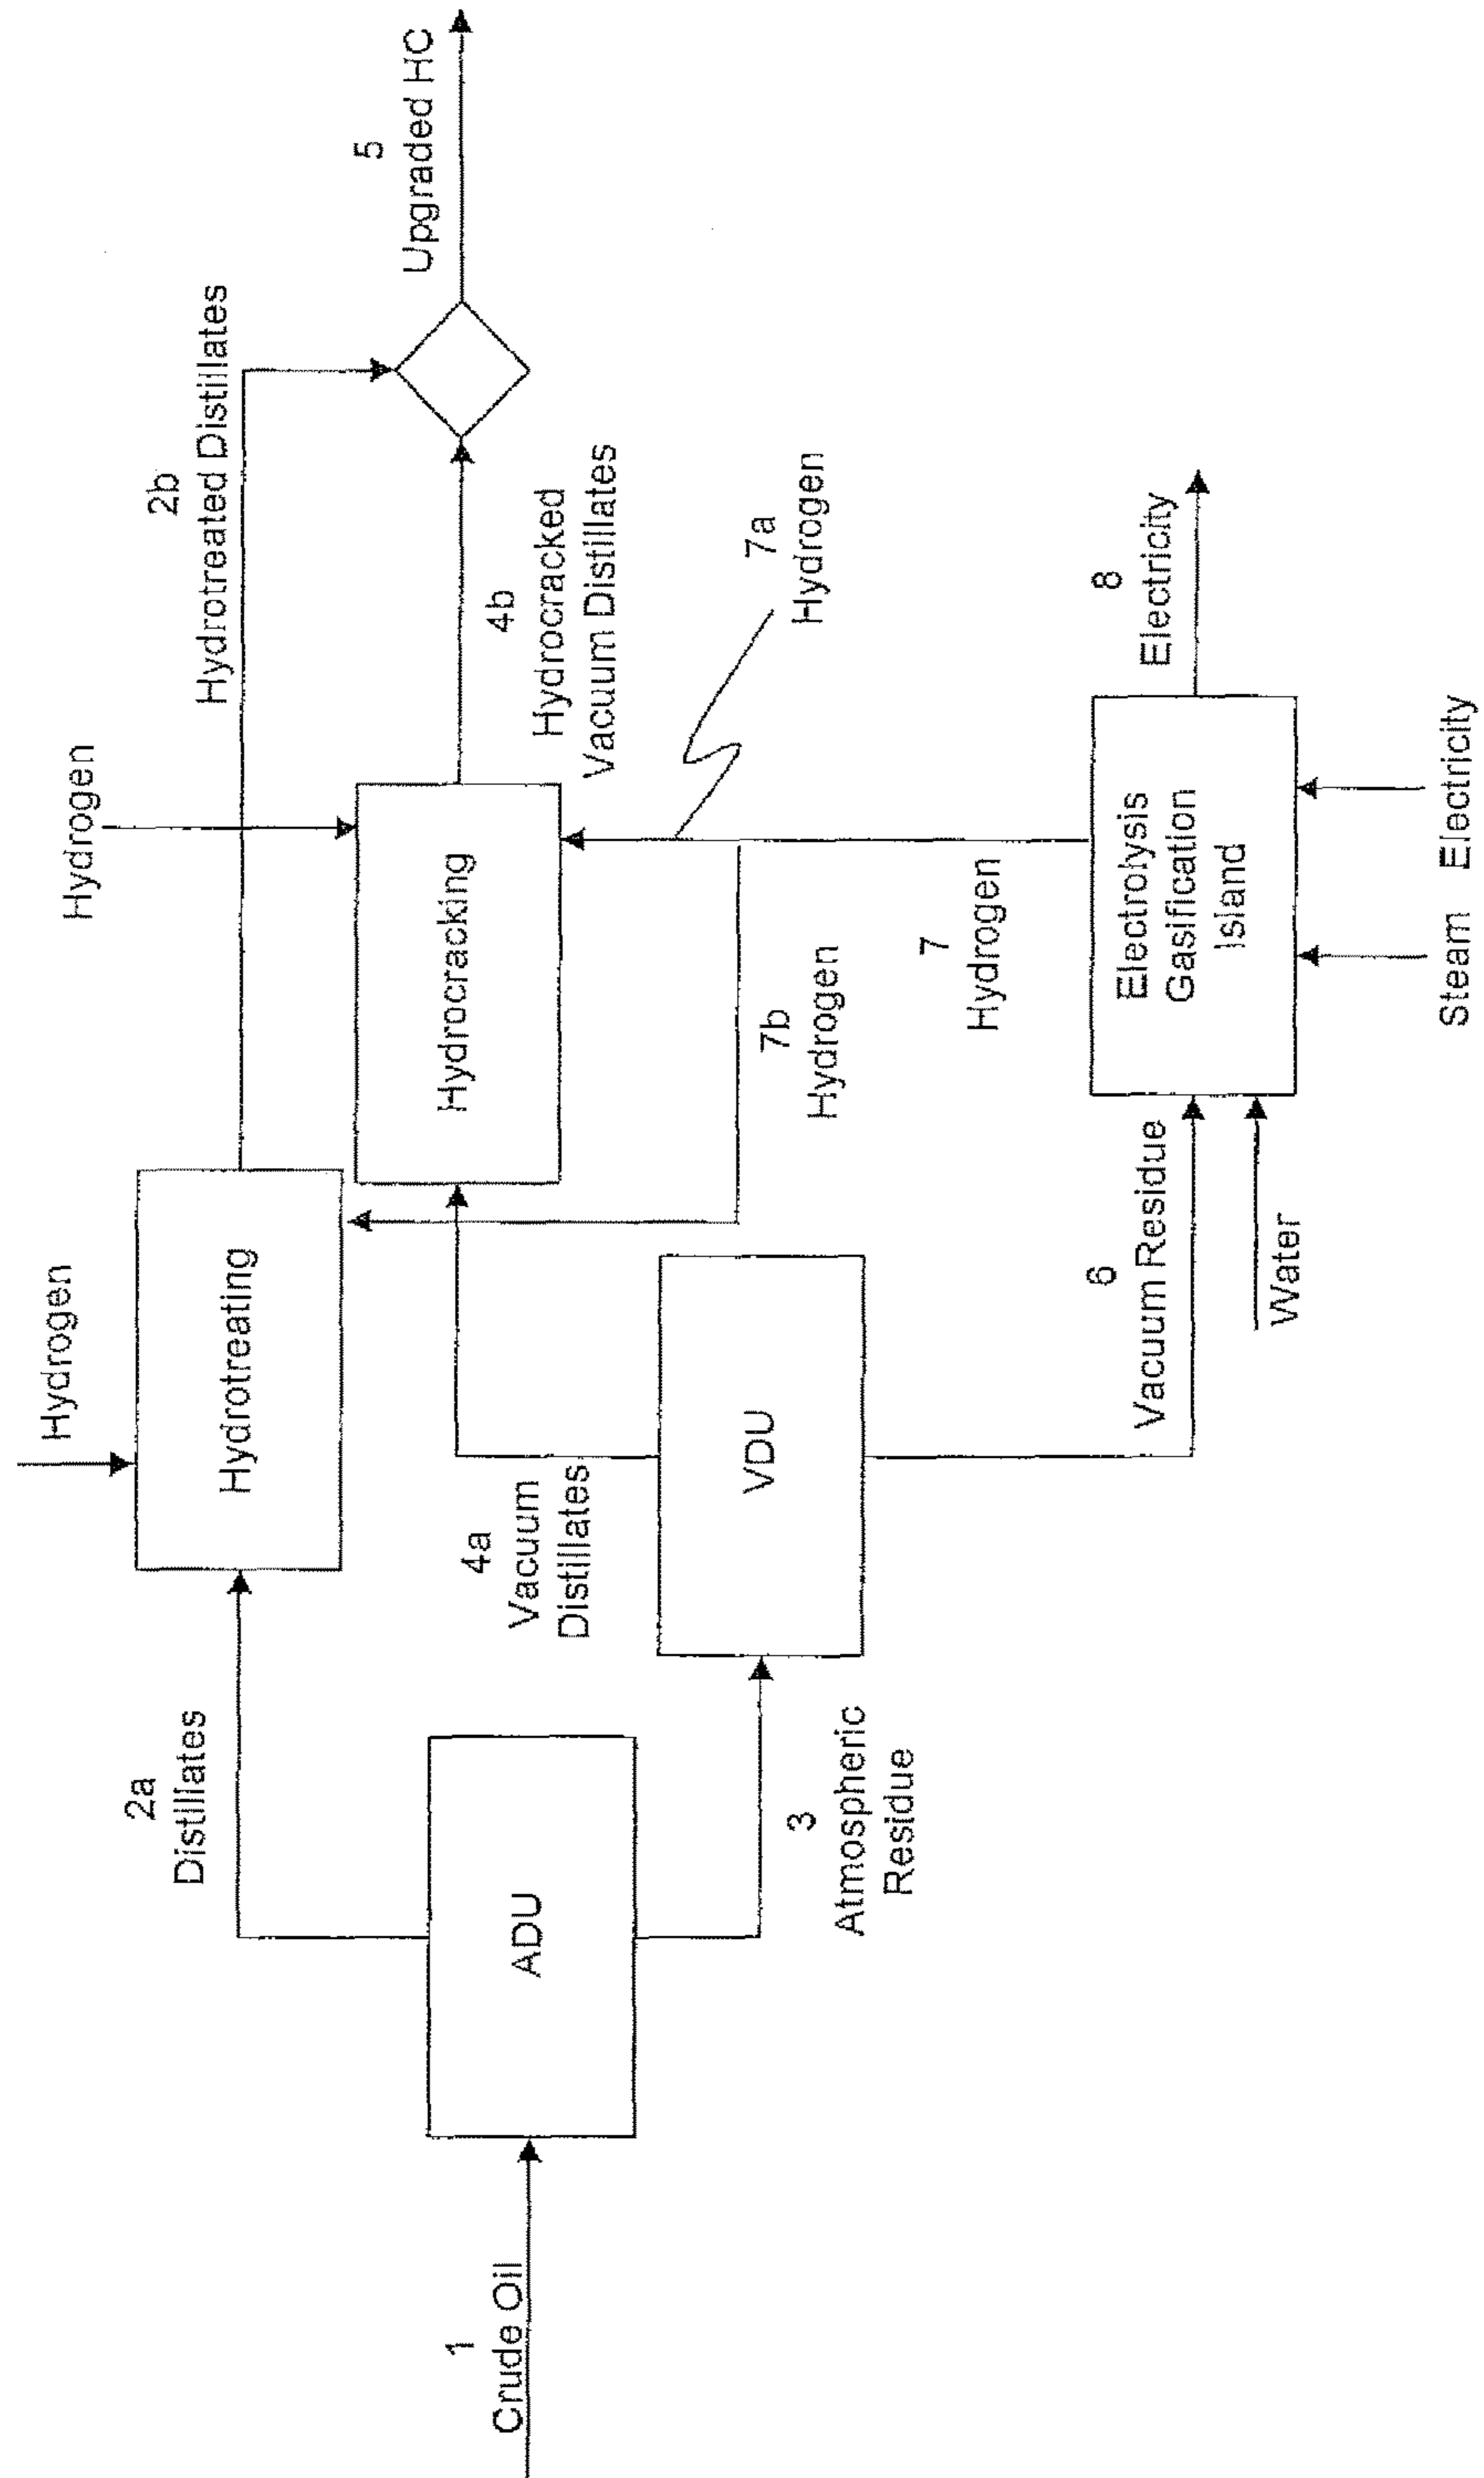 Hydrogen
Hydrogen
2b
Hydrotreated Distillates
5
Upgraded HC
2a
Distillates
Hydrotreating
Hydrocracking
4b
Hydrocracked
Vacuum Distillates
1
Crude Oil
ADU
4a
Vacuum
Distillates
VDU
7b
Hydrogen
7a
Hydrogen
3
Atmospheric
Residue
7
Hydrogen
6
Vacuum Residue
Water
Electrolysis
Gasification
Island
8
Electricity
Steam
Electricity